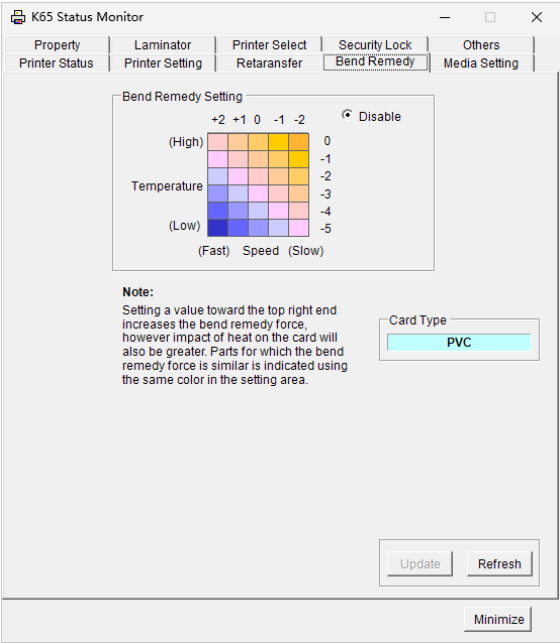 K65 Status Monitor
Property Laminator Printer Select Security Lock Others
Printer Status Printer Setting Retaransfer Bend Remedy Media Setting
Bend Remedy Setting
+2 +1 0 -1 -2
Disable
(High) 0
-1
-2
Temperature
-3
-4
(Low) -5
(Fast) Speed (Slow)
Note:
Setting a value toward the top right end
increases the bend remedy force,
however impact of heat on the card will
also be greater. Parts for which the bend
remedy force is similar is indicated using
the same color in the setting area.
Card Type
PVC
Update Refresh
Minimize